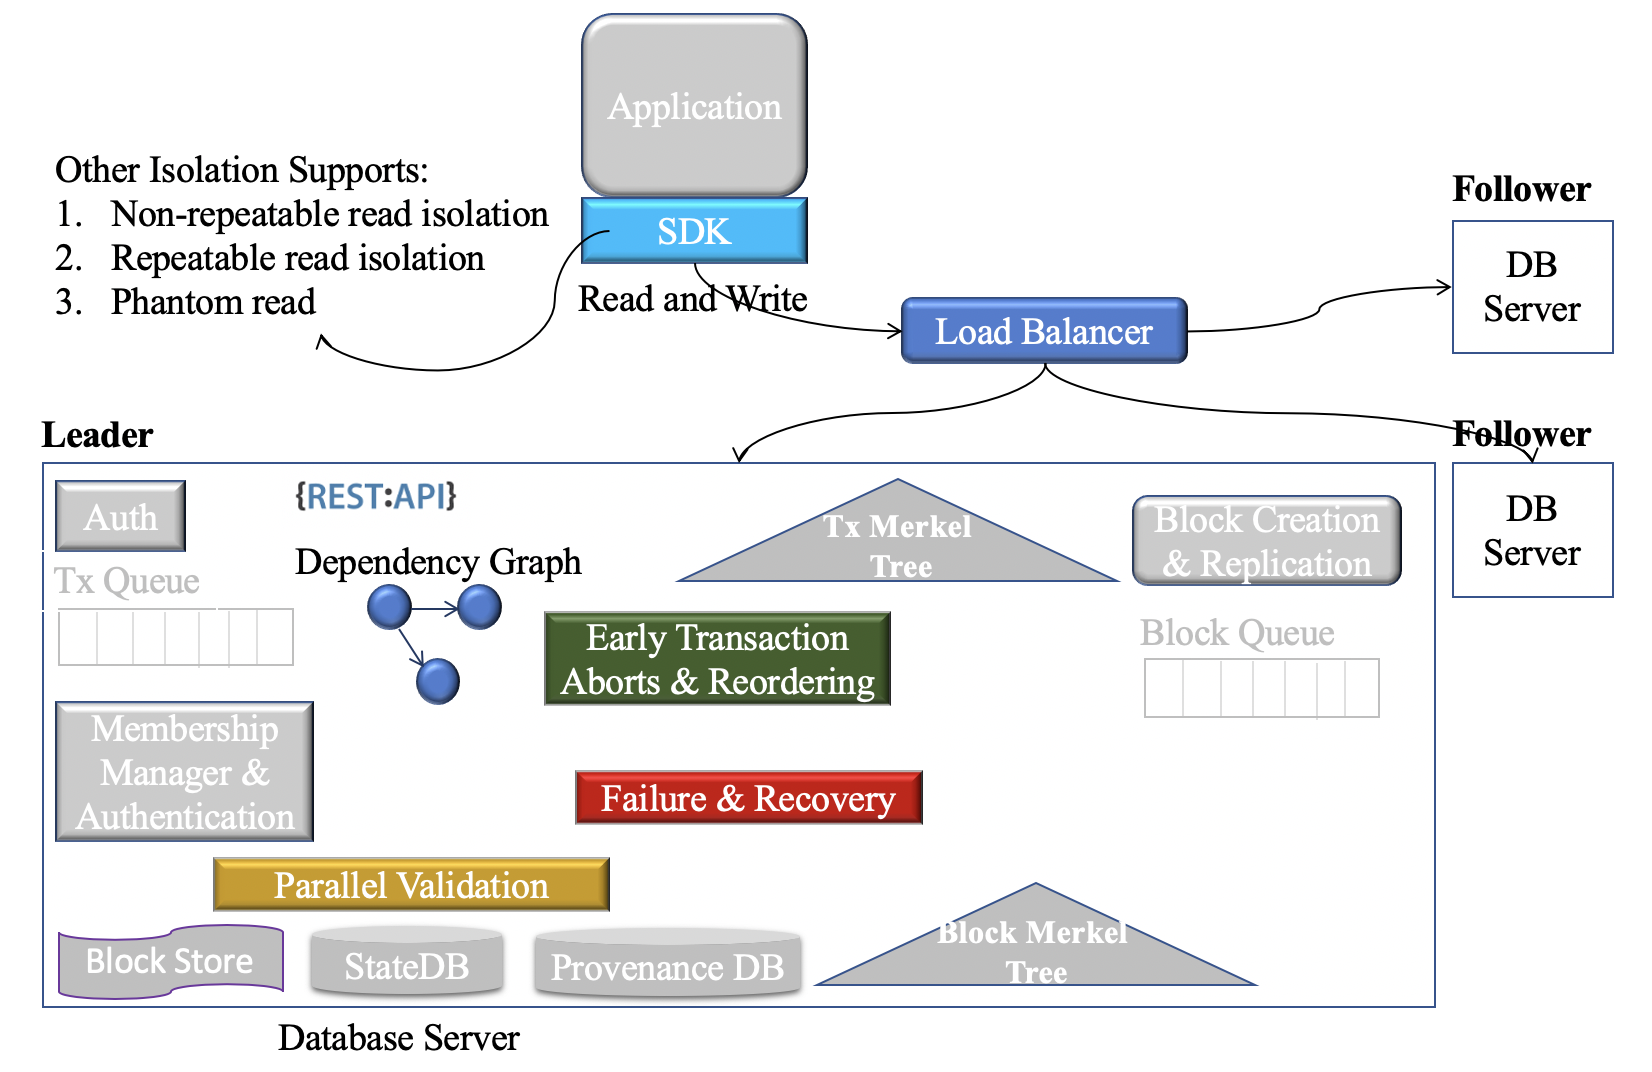 Application
SDK
Other Isolation Supports:
1. Non-repeatable read isolation
2. Repeatable read isolation
3. Phantom read
Read and Write
Load Balancer
Follower
DB
Server
Leader
Follower
DB
Server
Auth
{REST:API}
Tx Merkel
Tree
Block Creation
& Replication
Tx Queue
Dependency Graph
Early Transaction
Aborts & Reordering
Block Queue
Membership
Manager &
Authentication
Failure & Recovery
Parallel Validation
Block Store
StateDB
Provenance DB
Block Merkel
Tree
Database Server